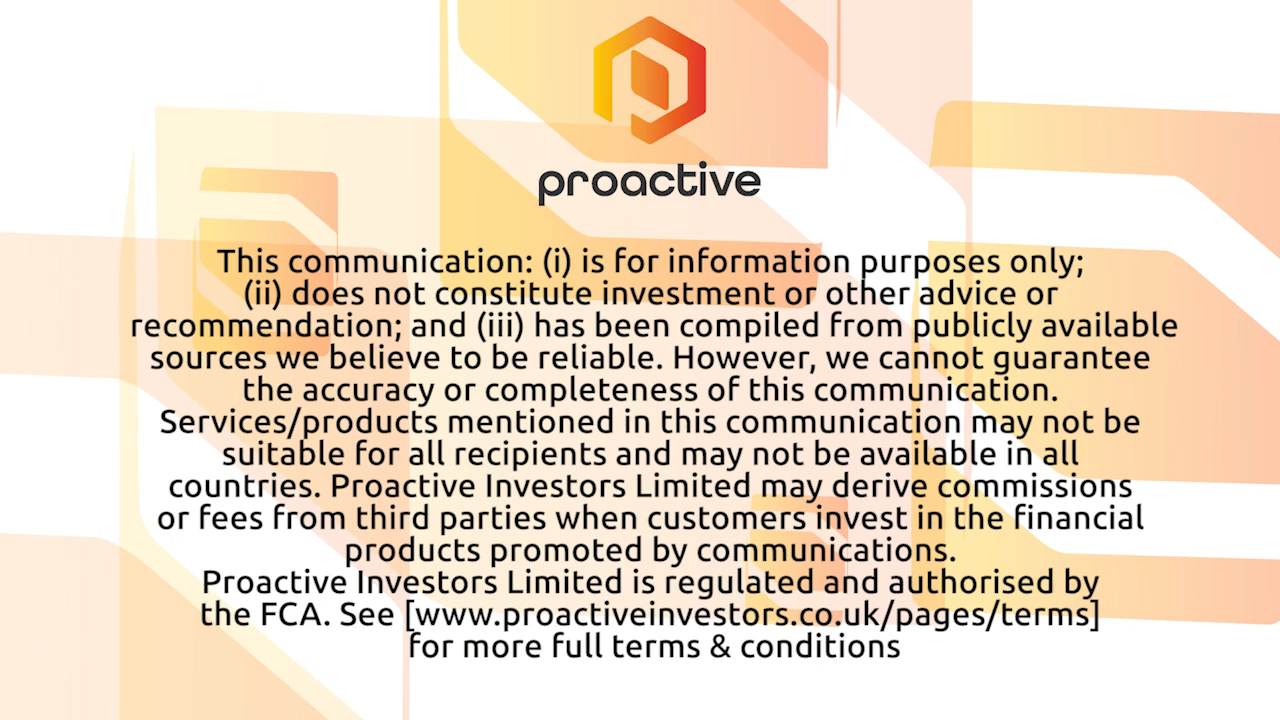 proactive
This communication: (i) is for information purposes only;
(ii) does not constitute investment or other advice or
recommendation; and (iii) has been compiled from publicly available
sources we believe to be reliable. However, we cannot guarantee
the accuracy or completeness of this communication.
Services/products mentioned in this communication may not be
suitable for all recipients and may not be available in all
countries. Proactive Investors Limited may derive commissions
or fees from third parties when customers invest in the financial
products promoted by communications.
Proactive Investors Limited is regulated and authorised by
the FCA. See [www.proactiveinvestors.co.uk/pages/terms]
for more full terms & conditions